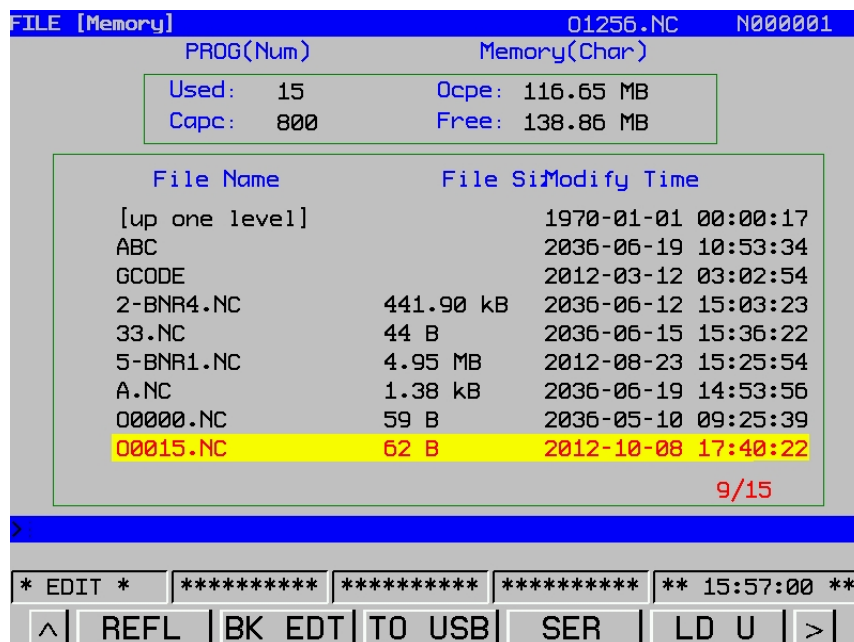 FILE [Memory] O1256.NC N000001
PROG(Num) Memory(Char)
Used: 15 Ocpe: 116.65 MB
Capc: 800 Free: 138.86 MB
File Name File SizModify Time
[up one level] 1970-01-01 00:00:17
ABC 2036-06-19 10:53:34
GCODE 2012-03-12 03:02:54
2-BNR4.NC 441.90 kB 2036-06-12 15:03:23
33.NC 44 B 2036-06-15 15:36:22
5-BNR1.NC 4.95 MB 2012-08-23 15:25:54
A.NC 1.38 kB 2036-06-19 14:53:56
O0000.NC 59 B 2036-05-10 09:25:39
O0015.NC 62 B 2012-10-08 17:40:22
9/15
>
* EDIT * ********** ********** ********** ** 15:57:00 **
^ REFL BK EDT TO USB SER LD U >